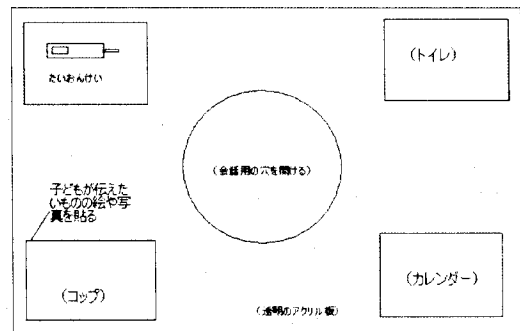 たいおんけい
（トイレ）
（会話用の穴を開ける）
子どもが伝えた
いものの絵や写
真を貼る
（コップ）
（カレンダー）
（透明のアクリル板）